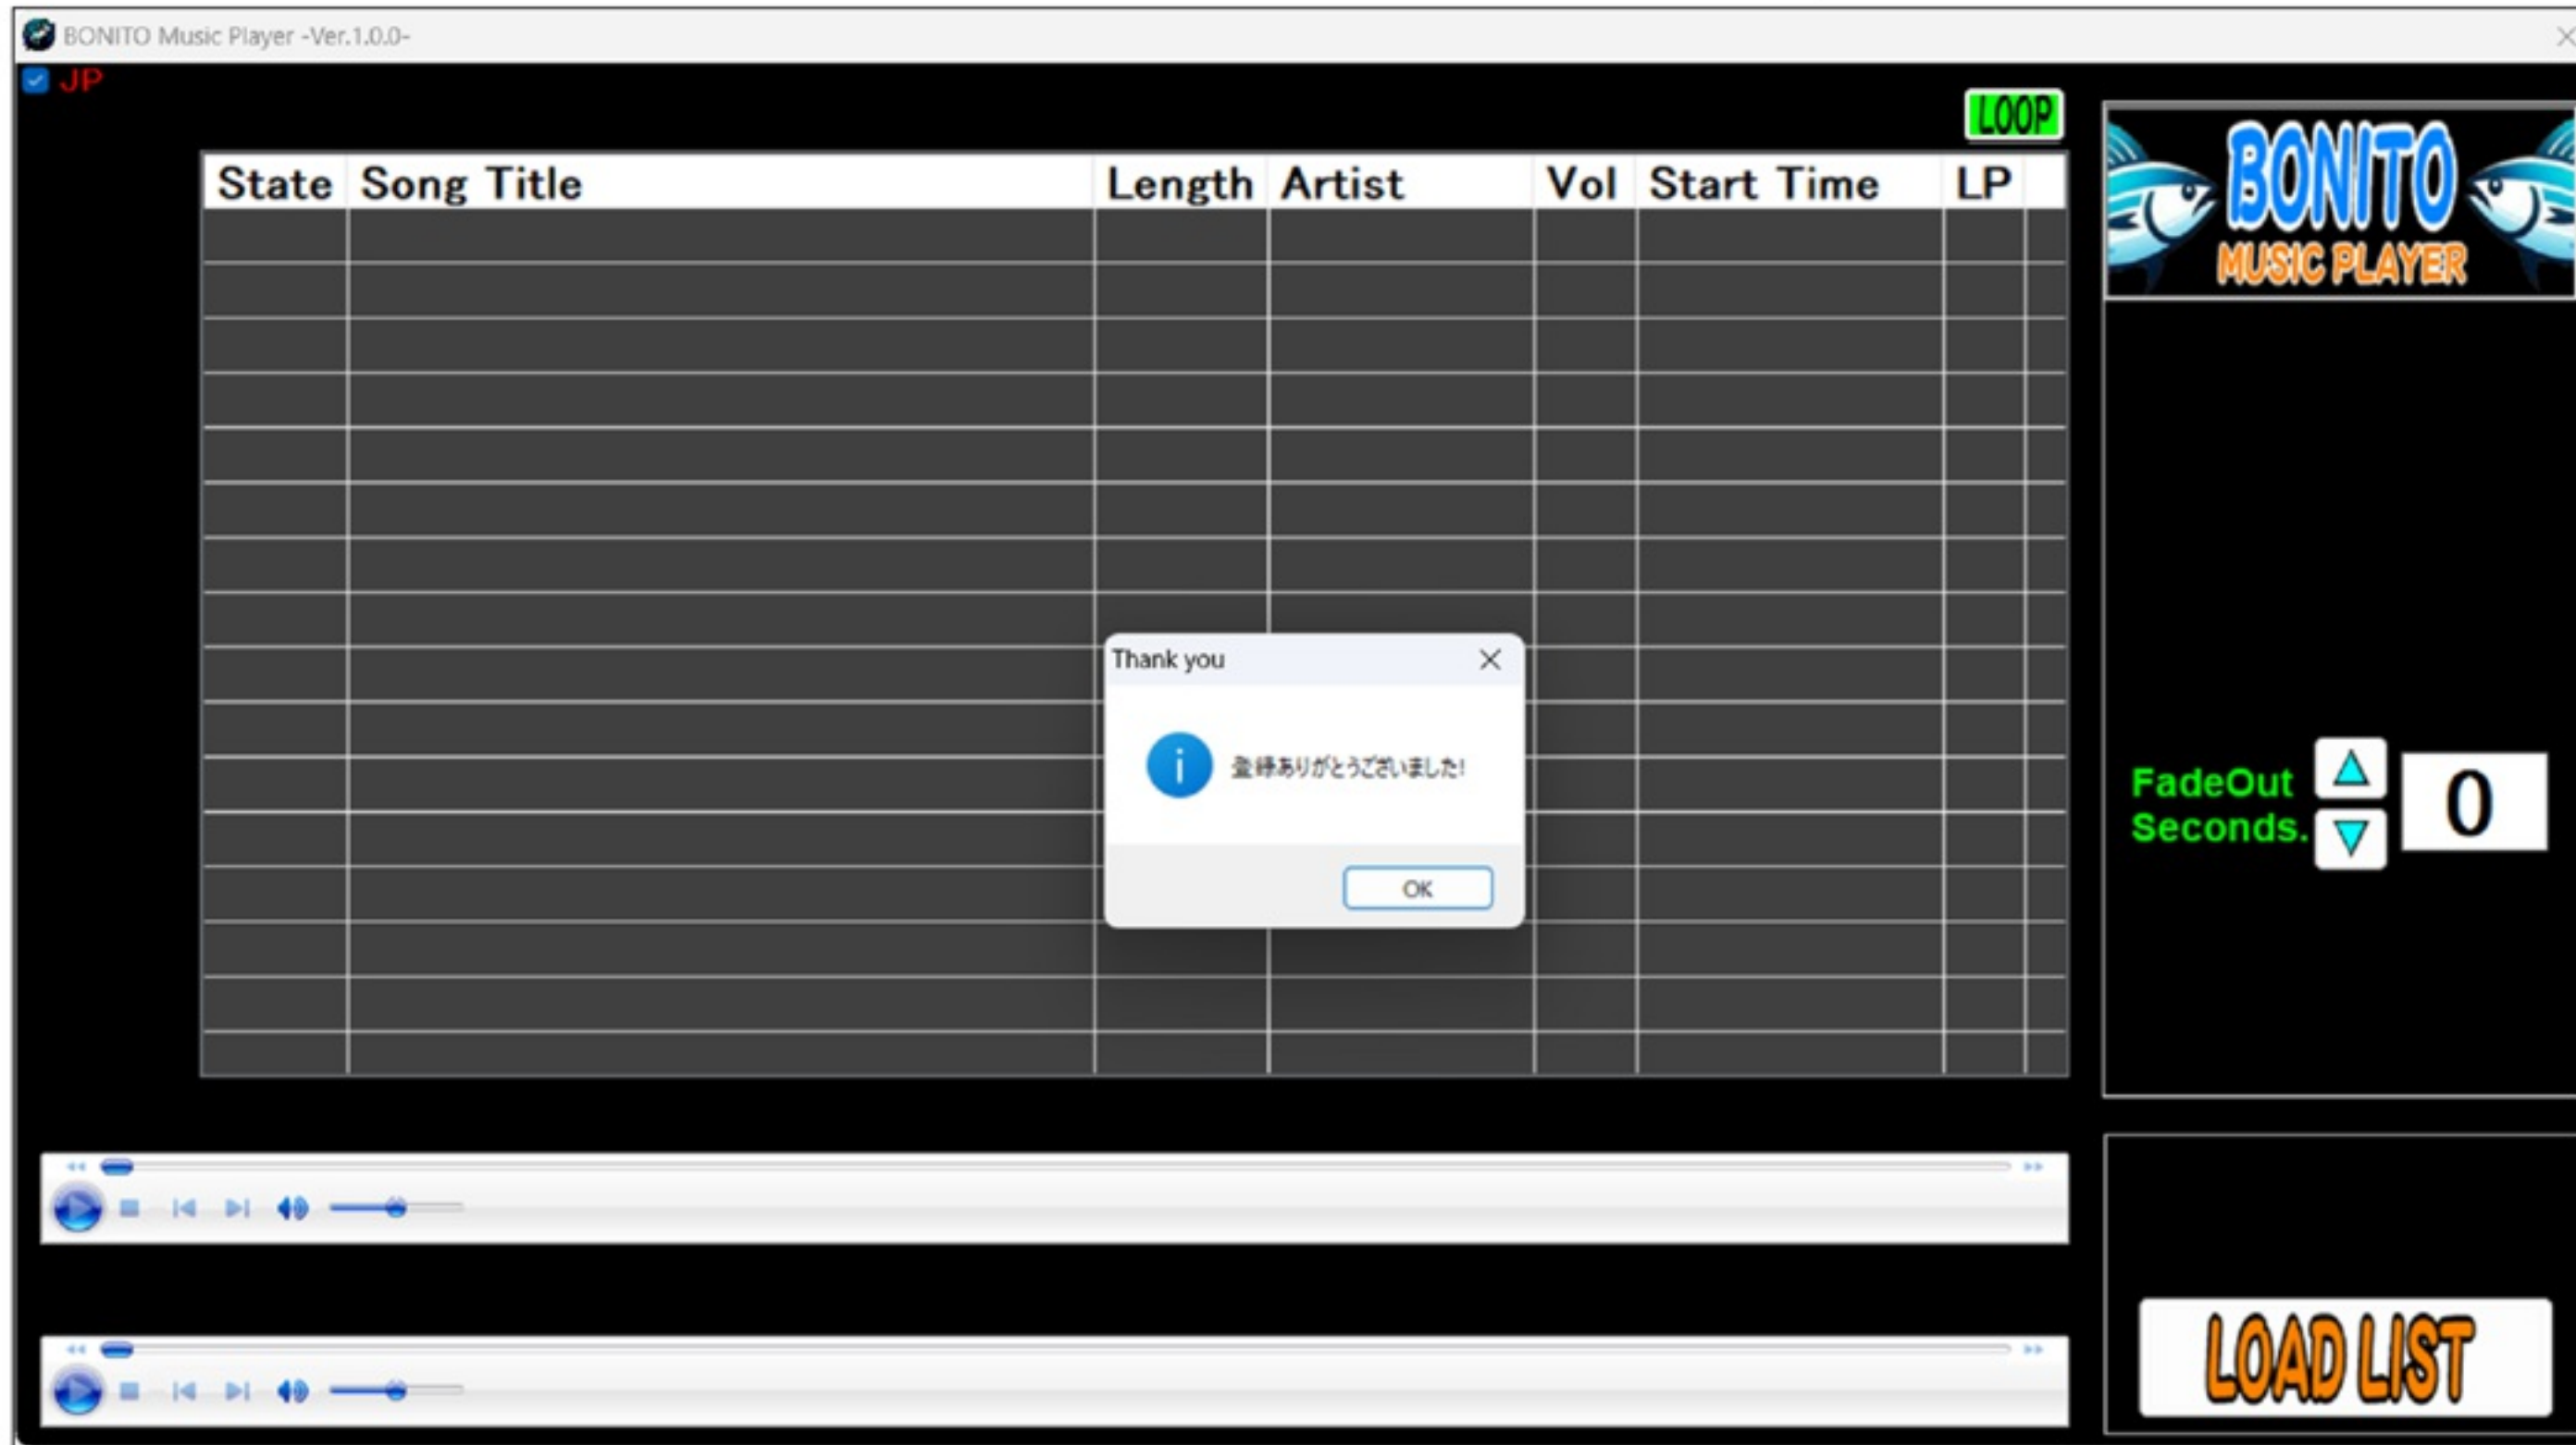 BONITO Music Player -Ver.1.0.0-
JP
LOOP
State Song Title Length Artist Vol Start Time LP
BONITO
MUSIC PLAYER
Thank you
登録ありがとうございました!
OK
FadeOut
Seconds.
0
LOAD LIST